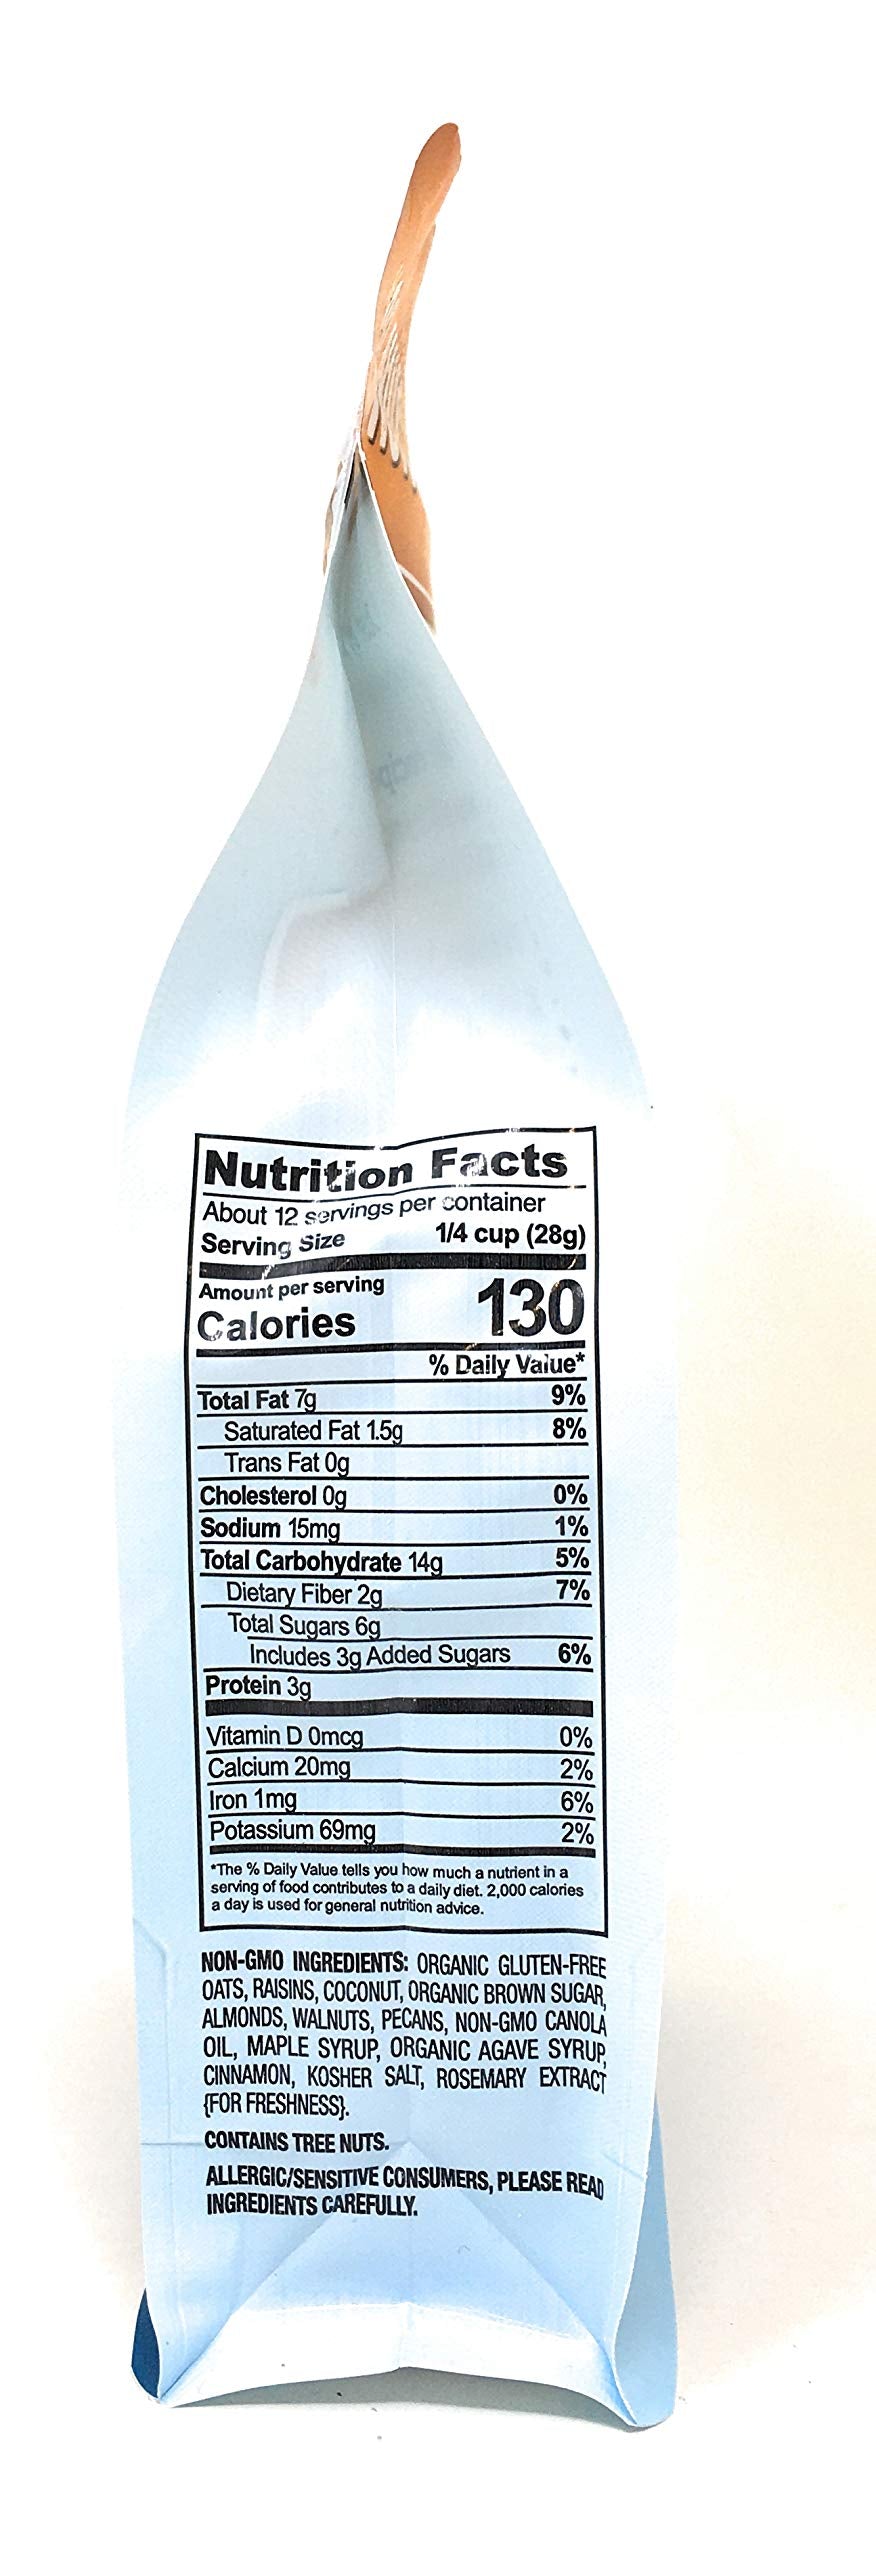 Nutrition Facts
About 12 servings per container
Serving Size 1/4 cup (28g)
Amount per serving
Calories 130
% Daily Value*
Total Fat 7g 9%
Saturated Fat 1.5g 8%
Trans Fat 0g
Cholesterol 0g 0%
Sodium 15mg 1%
Total Carbohydrate 14g 5%
Dietary Fiber 2g 7%
Total Sugars 6g
Includes 3g Added Sugars 6%
Protein 3g
Vitamin D 0mcg 0%
Calcium 20mg 2%
Iron 1mg 6%
Potassium 69mg 2%
*The % Daily Value tells you how much a nutrient in a
serving of food contributes to a daily diet. 2,000 calories
a day is used for general nutrition advice.
NON-GMO INGREDIENTS: ORGANIC GLUTEN-FREE
OATS, RAISINS, COCONUT, ORGANIC BROWN SUGAR,
ALMONDS, WALNUTS, PECANS, NON-GMO CANOLA
OIL, MAPLE SYRUP, ORGANIC AGAVE SYRUP,
CINNAMON, KOSHER SALT, ROSEMARY EXTRACT
{FOR FRESHNESS}.
CONTAINS TREE NUTS.
ALLERGIC/SENSITIVE CONSUMERS, PLEASE READ
INGREDIENTS CAREFULLY.